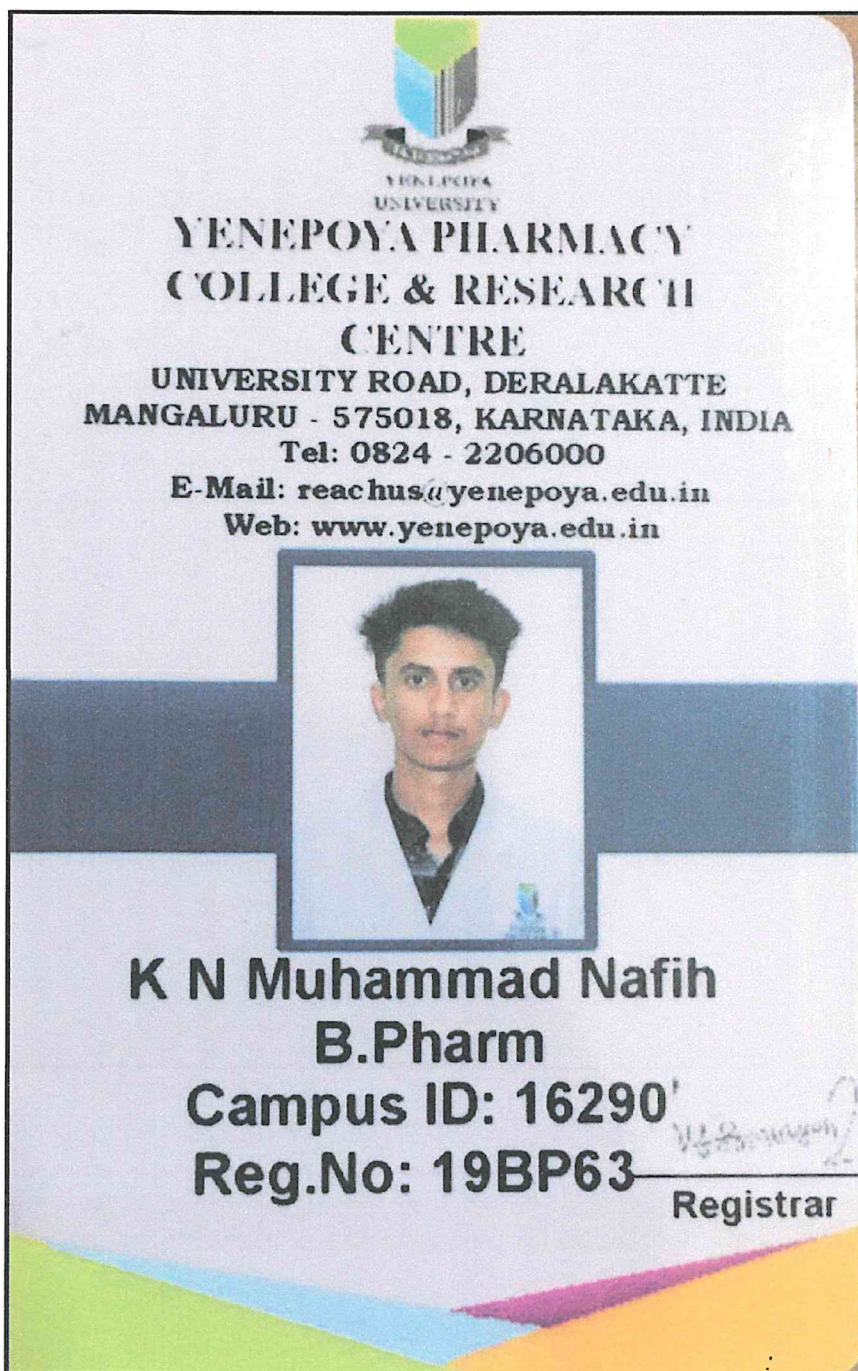 YENEPOYA
UNIVERSITY
YENEPOYA PHARMACY
COLLEGE & RESEARCH
CENTRE
UNIVERSITY ROAD, DERALAKATTE
MANGALURU - 575018, KARNATAKA, INDIA
Tel: 0824 - 2206000
E-Mail: reachus@yenepoya.edu.in
Web: www.yenepoya.edu.in
K N Muhammad Nafih
B.Pharm
Campus ID: 16290
Reg.No: 19BP63
Registrar